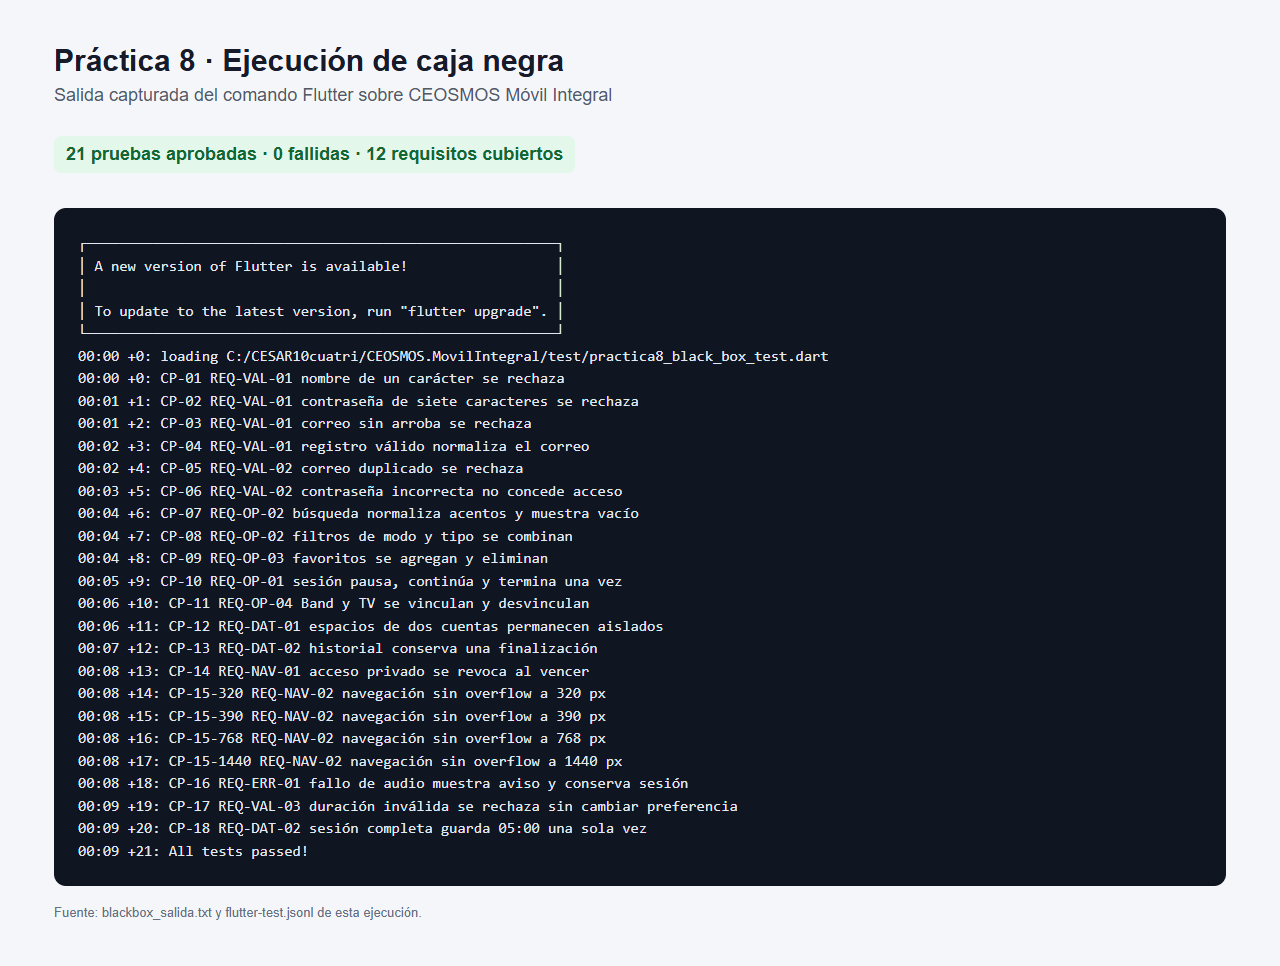 Práctica 8 · Ejecución de caja negra
Salida capturada del comando Flutter sobre CEOSMOS Móvil Integral
21 pruebas aprobadas · 0 fallidas · 12 requisitos cubiertos
A new version of Flutter is available!
To update to the latest version, run "flutter upgrade".
00:00 +0: loading C:/CESAR10cuatri/CEOSMOS.MovilIntegral/test/practica8_black_box_test.dart
00:00 +0: CP-01 REQ-VAL-01 nombre de un carácter se rechaza
00:01 +1: CP-02 REQ-VAL-01 contraseña de siete caracteres se rechaza
00:01 +2: CP-03 REQ-VAL-01 correo sin arroba se rechaza
00:02 +3: CP-04 REQ-VAL-01 registro válido normaliza el correo
00:02 +4: CP-05 REQ-VAL-02 correo duplicado se rechaza
00:03 +5: CP-06 REQ-VAL-02 contraseña incorrecta no concede acceso
00:04 +6: CP-07 REQ-OP-02 búsqueda normaliza acentos y muestra vacío
00:04 +7: CP-08 REQ-OP-02 filtros de modo y tipo se combinan
00:04 +8: CP-09 REQ-OP-03 favoritos se agregan y eliminan
00:05 +9: CP-10 REQ-OP-01 sesión pausa, continúa y termina una vez
00:06 +10: CP-11 REQ-OP-04 Band y TV se vinculan y desvinculan
00:06 +11: CP-12 REQ-DAT-01 espacios de dos cuentas permanecen aislados
00:07 +12: CP-13 REQ-DAT-02 historial conserva una finalización
00:08 +13: CP-14 REQ-NAV-01 acceso privado se revoca al vencer
00:08 +14: CP-15-320 REQ-NAV-02 navegación sin overflow a 320 px
00:08 +15: CP-15-390 REQ-NAV-02 navegación sin overflow a 390 px
00:08 +16: CP-15-768 REQ-NAV-02 navegación sin overflow a 768 px
00:08 +17: CP-15-1440 REQ-NAV-02 navegación sin overflow a 1440 px
00:08 +18: CP-16 REQ-ERR-01 fallo de audio muestra aviso y conserva sesión
00:09 +19: CP-17 REQ-VAL-03 duración inválida se rechaza sin cambiar preferencia
00:09 +20: CP-18 REQ-DAT-02 sesión completa guarda 05:00 una sola vez
00:09 +21: All tests passed!
Fuente: blackbox_salida.txt y flutter-test.jsonl de esta ejecución.